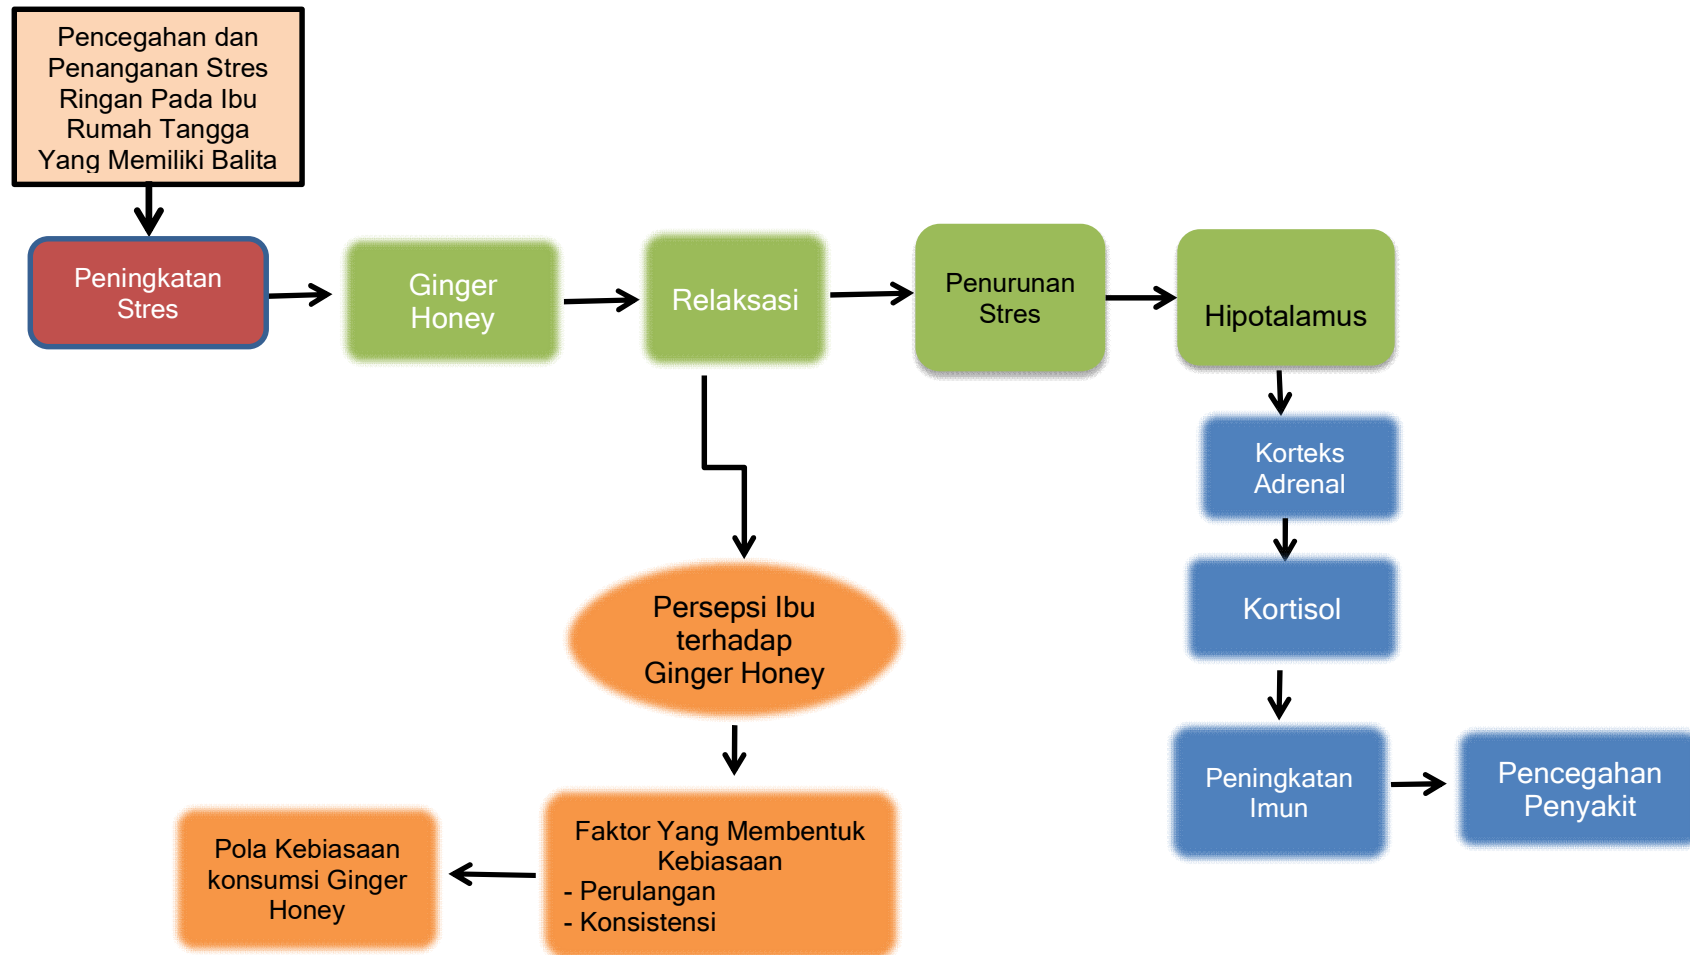 Pencegahan dan
Penanganan Stres
Ringan Pada Ibu
Rumah Tangga
Yang Memiliki Balita
Peningkatan
Stres
Ginger
Honey
Relaksasi
Penurunan
Stres
Hipotalamus
Korteks
Adrenal
Kortisol
Peningkatan
Imun
Pencegahan
Penyakit
Persepsi Ibu
terhadap
Ginger Honey
Faktor Yang Membentuk
Kebiasaan
- Perulangan
- Konsistensi
Pola Kebiasaan
konsumsi Ginger
Honey